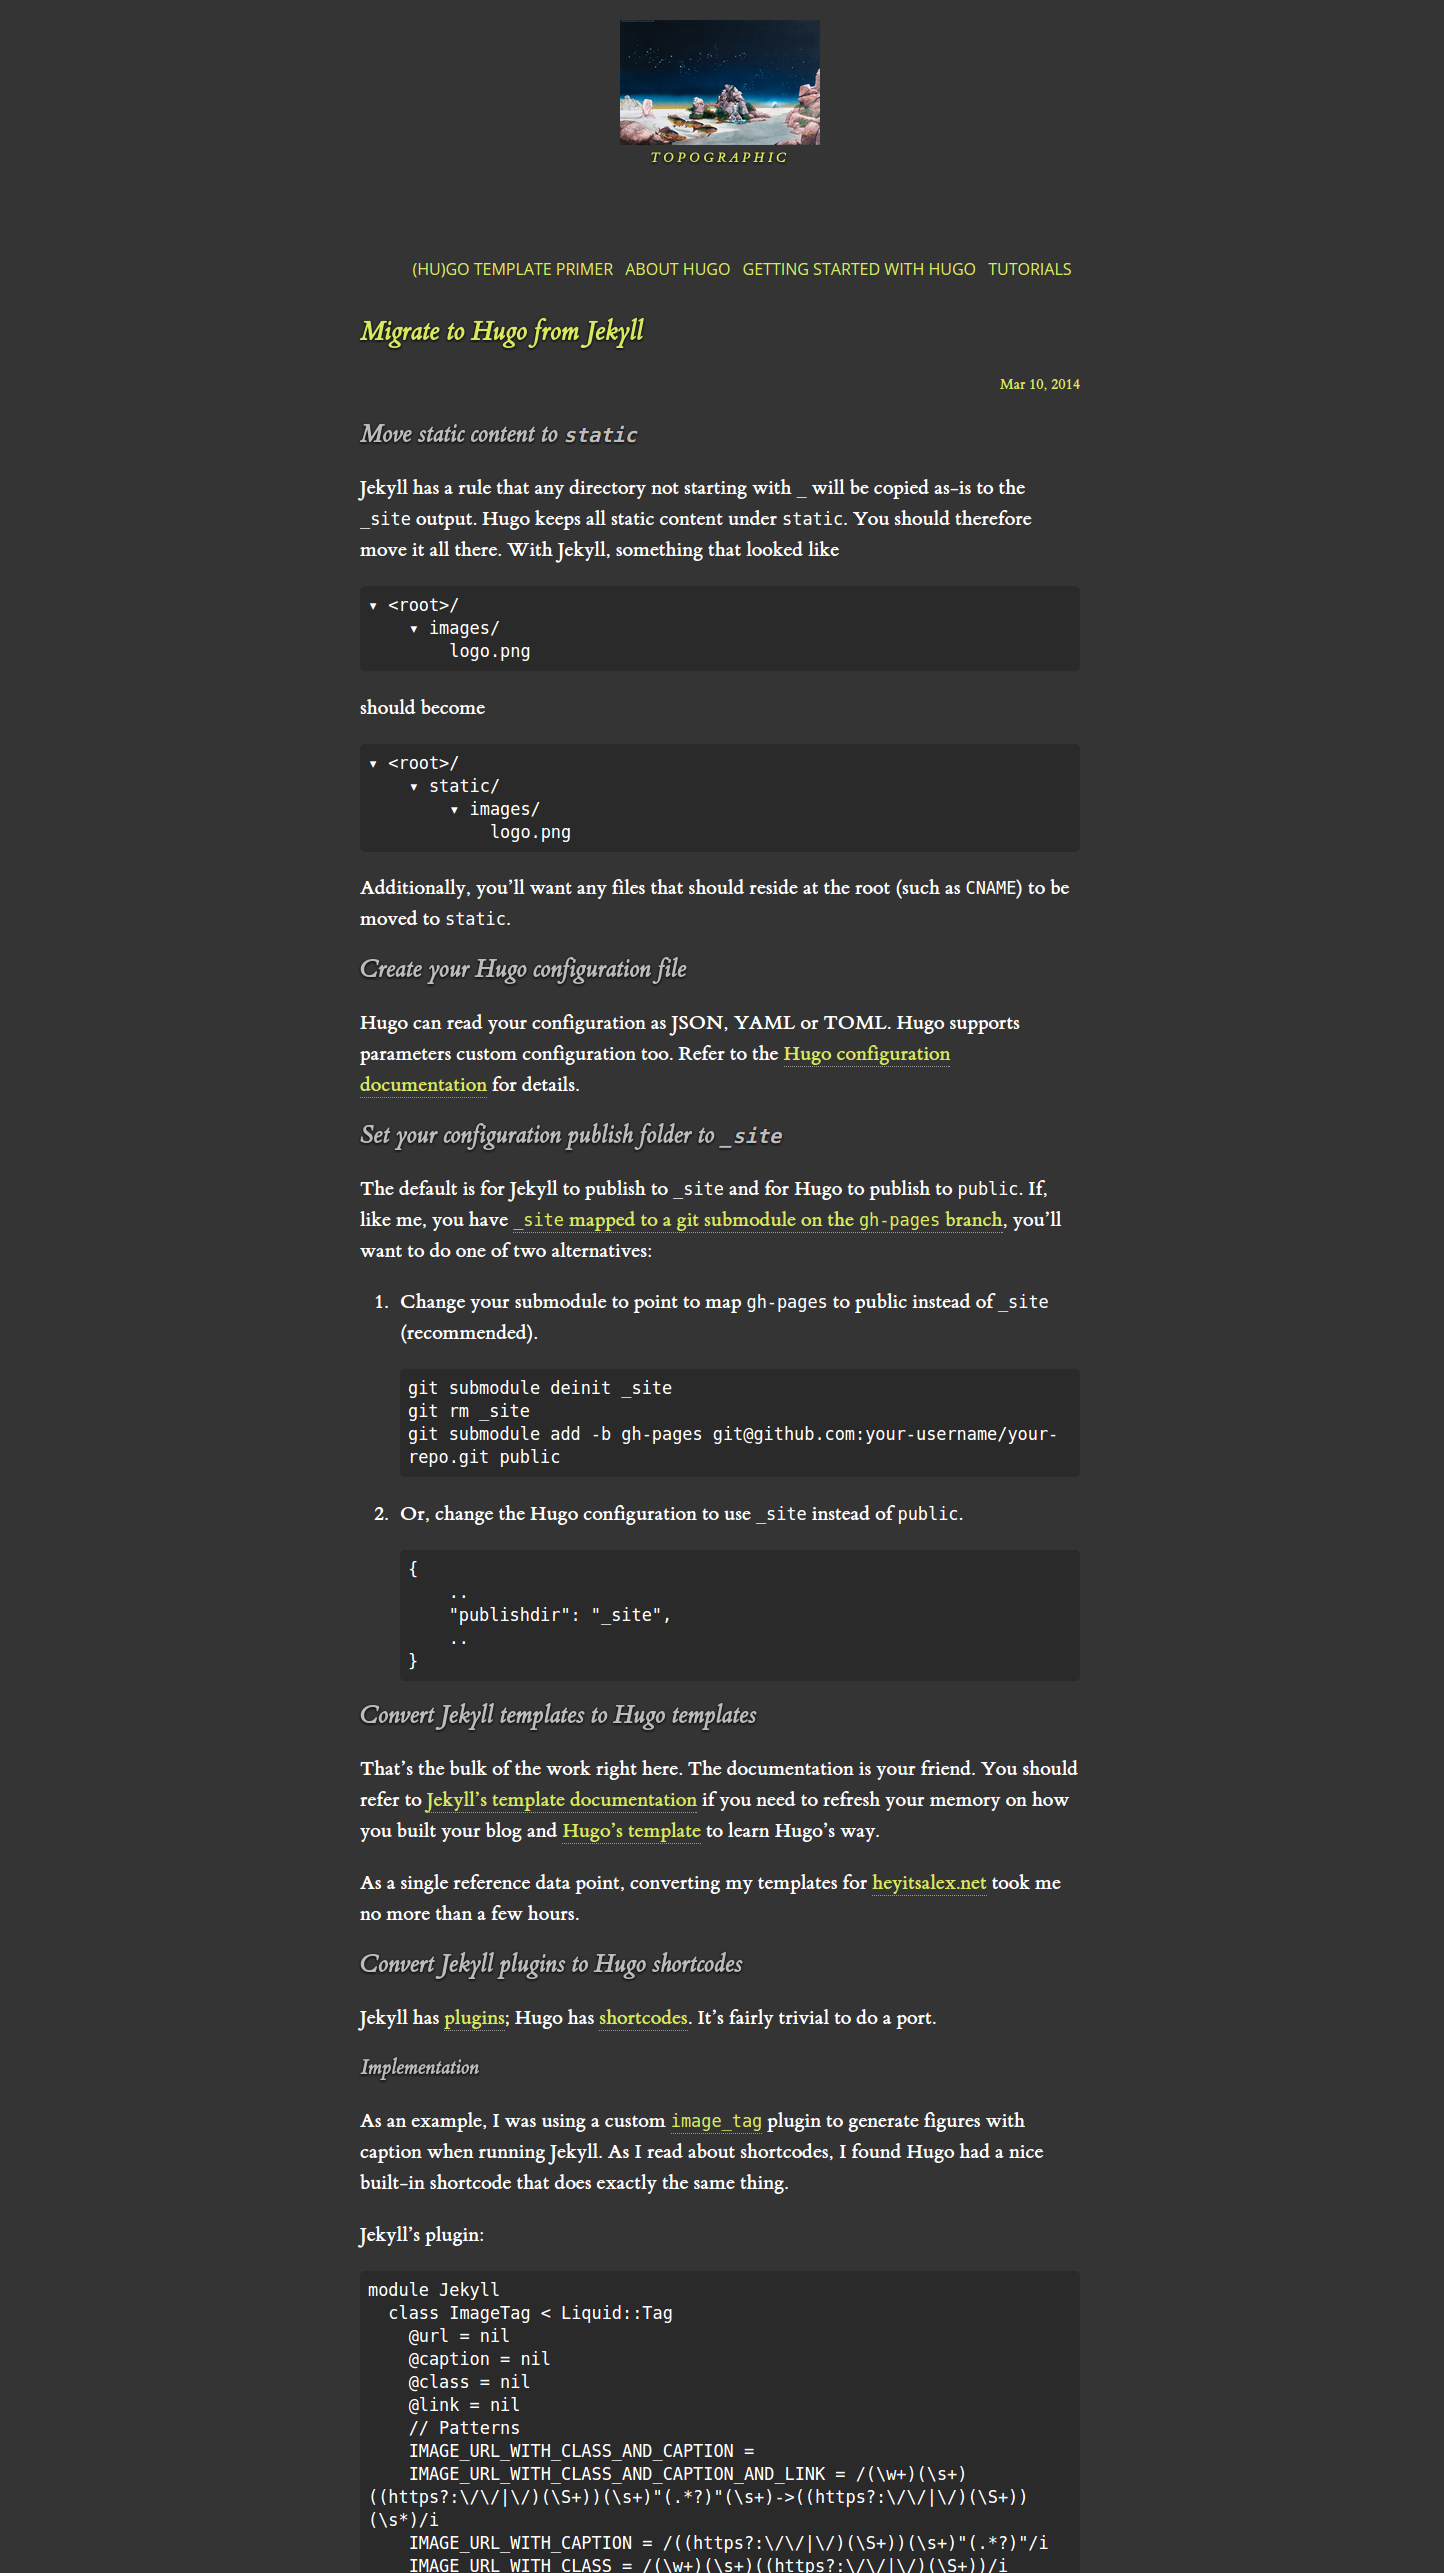 TOPOGRAPHIC
(HU)GO TEMPLATE PRIMER ABOUT HUGO GETTING STARTED WITH HUGO TUTORIALS
Migrate to Hugo from Jekyll
Mar 10, 2014
Move static content to static
Jekyll has a rule that any directory not starting with _ will be copied as-is to the
_site output. Hugo keeps all static content under static. You should therefore
move it all there. With Jekyll, something that looked like
▾ <root>/
    ▾ images/
        logo.png
should become
▾ <root>/
    ▾ static/
        ▾ images/
            logo.png
Additionally, you’ll want any files that should reside at the root (such as CNAME) to be
moved to static.
Create your Hugo configuration file
Hugo can read your configuration as JSON, YAML or TOML. Hugo supports
parameters custom configuration too. Refer to the Hugo configuration
documentation for details.
Set your configuration publish folder to _site
The default is for Jekyll to publish to _site and for Hugo to publish to public. If,
like me, you have _site mapped to a git submodule on the gh-pages branch, you’ll
want to do one of two alternatives:
1. Change your submodule to point to map gh-pages to public instead of _site
(recommended).
git submodule deinit _site
git rm _site
git submodule add -b gh-pages git@github.com:your-username/your-
repo.git public
2. Or, change the Hugo configuration to use _site instead of public.
{
    ..
    "publishdir": "_site",
    ..
}
Convert Jekyll templates to Hugo templates
That’s the bulk of the work right here. The documentation is your friend. You should
refer to Jekyll’s template documentation if you need to refresh your memory on how
you built your blog and Hugo’s template to learn Hugo’s way.
As a single reference data point, converting my templates for heyitsalex.net took me
no more than a few hours.
Convert Jekyll plugins to Hugo shortcodes
Jekyll has plugins; Hugo has shortcodes. It’s fairly trivial to do a port.
Implementation
As an example, I was using a custom image_tag plugin to generate figures with
caption when running Jekyll. As I read about shortcodes, I found Hugo had a nice
built-in shortcode that does exactly the same thing.
Jekyll’s plugin:
module Jekyll
  class ImageTag < Liquid::Tag
    @url = nil
    @caption = nil
    @class = nil
    @link = nil
    // Patterns
    IMAGE_URL_WITH_CLASS_AND_CAPTION =
    IMAGE_URL_WITH_CLASS_AND_CAPTION_AND_LINK = /(\w+)(\s+)
((https?:\/\/|\/)(\S+))(\s+)"(.*?)"(\s+)->((https?:\/\/|\/)(\S+))
(\s*)/i
    IMAGE_URL_WITH_CAPTION = /((https?:\/\/|\/)(\S+))(\s+)"(.*?)"/i
    IMAGE_URL_WITH_CLASS = /(\w+)(\s+)((https?:\/\/|\/)(\S+))/i